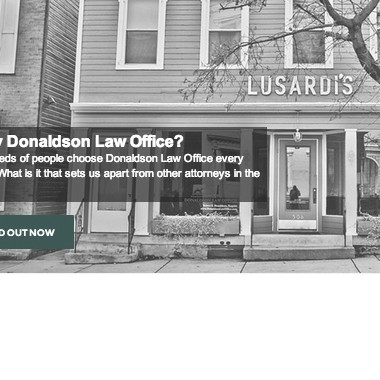 LUSARDI'S
y Donaldson Law Office?
eds of people choose Donaldson Law Office every
What is it that sets us apart from other attorneys in the
D OUT NOW